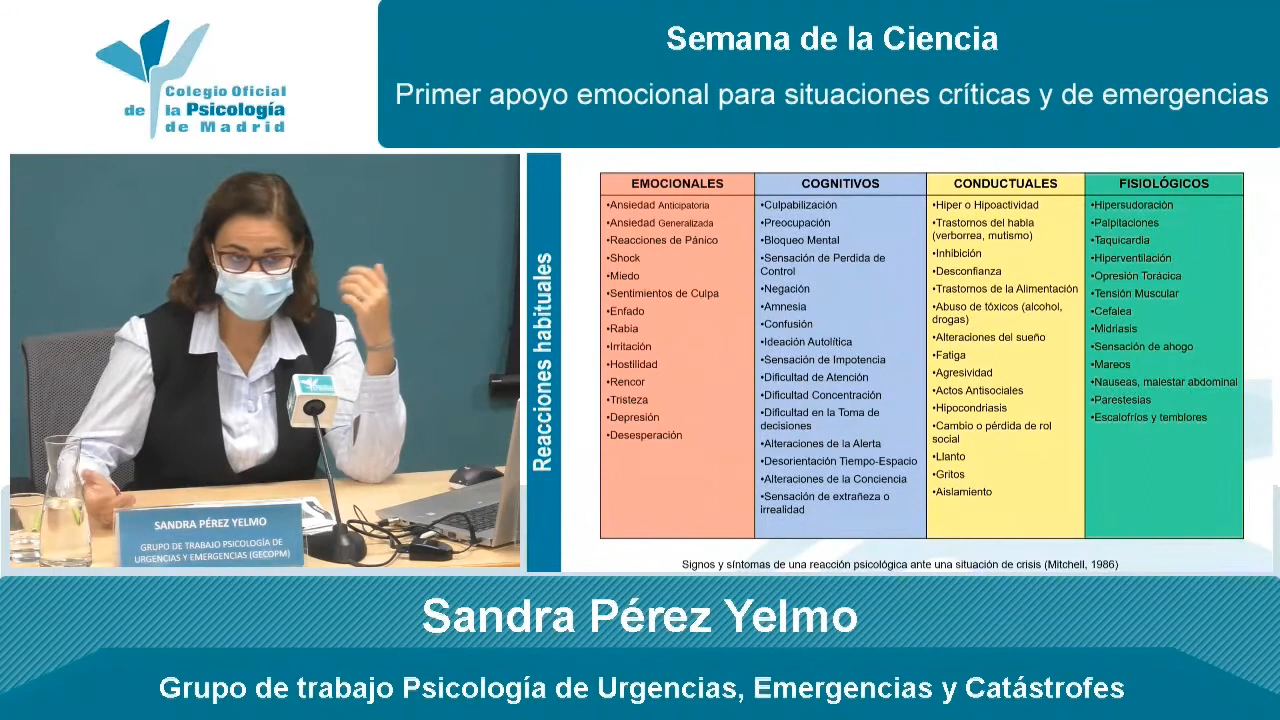 Colegio Oficial
de la Psicología
de Madrid
Semana de la Ciencia
Primer apoyo emocional para situaciones críticas y de emergencias
SANDRA PÉREZ YELMO
GRUPO DE TRABAJO PSICOLOGÍA DE
URGENCIAS Y EMERGENCIAS (GECOPM)
Reacciones habituales
EMOCIONALES
•Ansiedad Anticipatoria
•Ansiedad Generalizada
•Reacciones de Pánico
•Shock
•Miedo
•Sentimientos de Culpa
•Enfado
•Rabia
•Irritación
•Hostilidad
•Rencor
•Tristeza
•Depresión
•Desesperación
COGNITIVOS
•Culpabilización
•Preocupación
•Bloqueo Mental
•Sensación de Perdida de
Control
•Negación
•Amnesia
•Confusión
•Ideación Autolítica
•Sensación de Impotencia
•Dificultad de Atención
•Dificultad Concentración
•Dificultad en la Toma de
decisiones
•Alteraciones de la Alerta
•Desorientación Tiempo-Espacio
•Alteraciones de la Conciencia
•Sensación de extrañeza o
irrealidad
CONDUCTUALES
•Hiper o Hipoactividad
•Trastornos del habla
(verborrea, mutismo)
•Inhibición
•Desconfianza
•Trastornos de la Alimentación
•Abuso de tóxicos (alcohol,
drogas)
•Alteraciones del sueño
•Fatiga
•Agresividad
•Actos Antisociales
•Hipocondriasis
•Cambio o pérdida de rol
social
•Llanto
•Gritos
•Aislamiento
FISIOLÓGICOS
•Hipersudoración
•Palpitaciones
•Taquicardia
•Hiperventilación
•Opresión Torácica
•Tensión Muscular
•Cefalea
•Midriasis
•Sensación de ahogo
•Mareos
•Nauseas, malestar abdominal
•Parestesias
•Escalofríos y temblores
Signos y síntomas de una reacción psicológica ante una situación de crisis (Mitchell, 1986)
Sandra Pérez Yelmo
Grupo de trabajo Psicología de Urgencias, Emergencias y Catástrofes